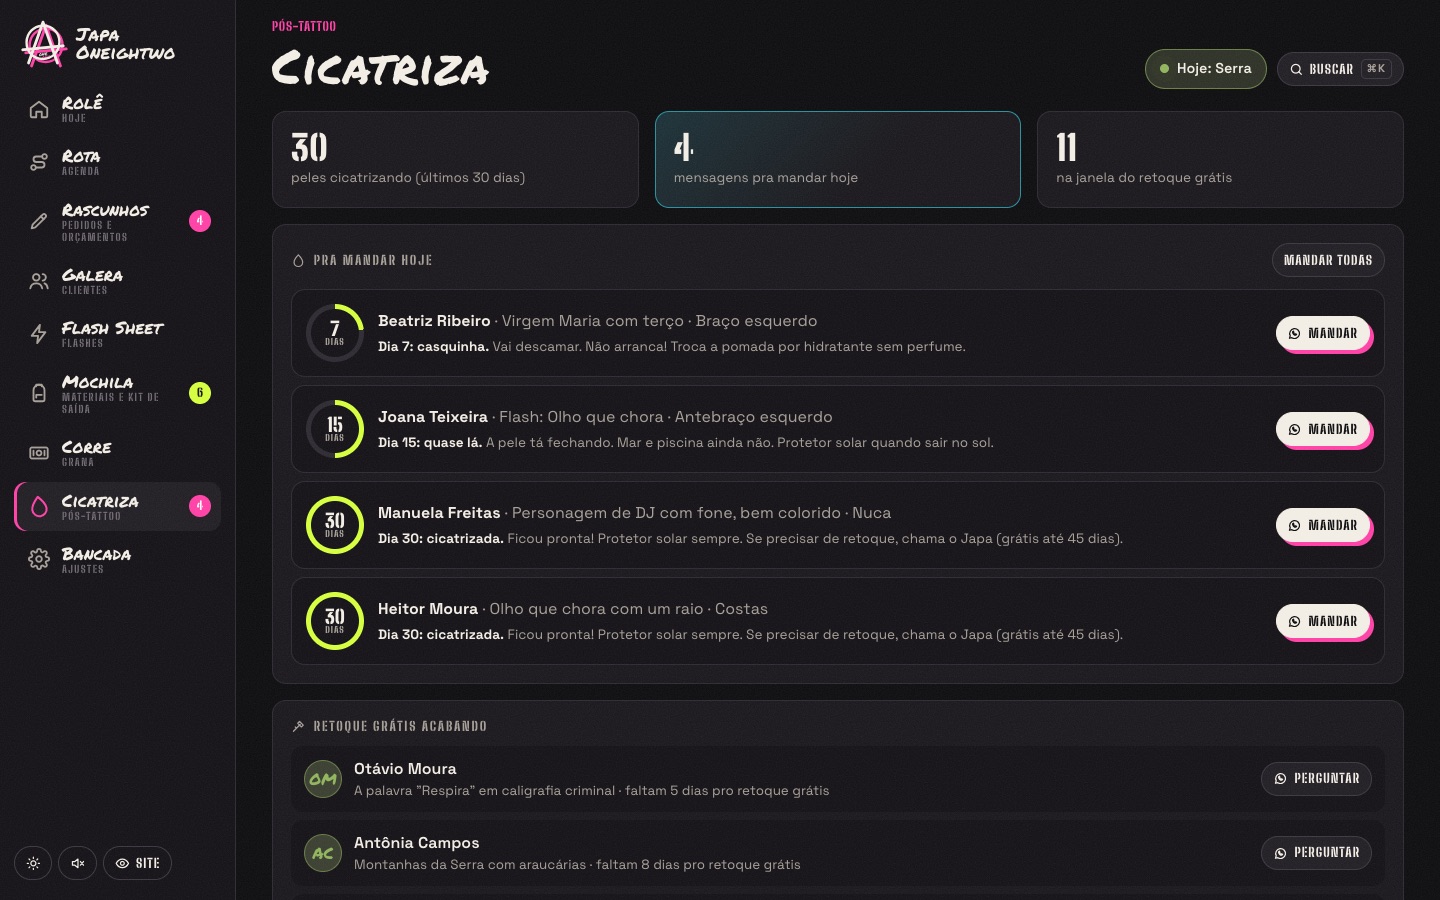 Japa
Oneightwo
Rolê
HOJE
Rota
AGENDA
Rascunhos
PEDIDOS E
ORÇAMENTOS
4
Galera
CLIENTES
Flash Sheet
FLASHES
Mochila
MATERIAIS E KIT DE
SAÍDA
6
Corre
GRANA
Cicatriza
PÓS-TATTOO
4
Bancada
AJUSTES
SITE
PÓS-TATTOO
Cicatriza
Hoje: Serra
BUSCAR ⌘K
30
peles cicatrizando (últimos 30 dias)
4
mensagens pra mandar hoje
11
na janela do retoque grátis
PRA MANDAR HOJE
MANDAR TODAS
7
DIAS
Beatriz Ribeiro · Virgem Maria com terço · Braço esquerdo
Dia 7: casquinha. Vai descamar. Não arranca! Troca a pomada por hidratante sem perfume.
MANDAR
15
DIAS
Joana Teixeira · Flash: Olho que chora · Antebraço esquerdo
Dia 15: quase lá. A pele tá fechando. Mar e piscina ainda não. Protetor solar quando sair no sol.
MANDAR
30
DIAS
Manuela Freitas · Personagem de DJ com fone, bem colorido · Nuca
Dia 30: cicatrizada. Ficou pronta! Protetor solar sempre. Se precisar de retoque, chama o Japa (grátis até 45 dias).
MANDAR
30
DIAS
Heitor Moura · Olho que chora com um raio · Costas
Dia 30: cicatrizada. Ficou pronta! Protetor solar sempre. Se precisar de retoque, chama o Japa (grátis até 45 dias).
MANDAR
RETOQUE GRÁTIS ACABANDO
OM
Otávio Moura
A palavra "Respira" em caligrafia criminal · faltam 5 dias pro retoque grátis
PERGUNTAR
AC
Antônia Campos
Montanhas da Serra com araucárias · faltam 8 dias pro retoque grátis
PERGUNTAR